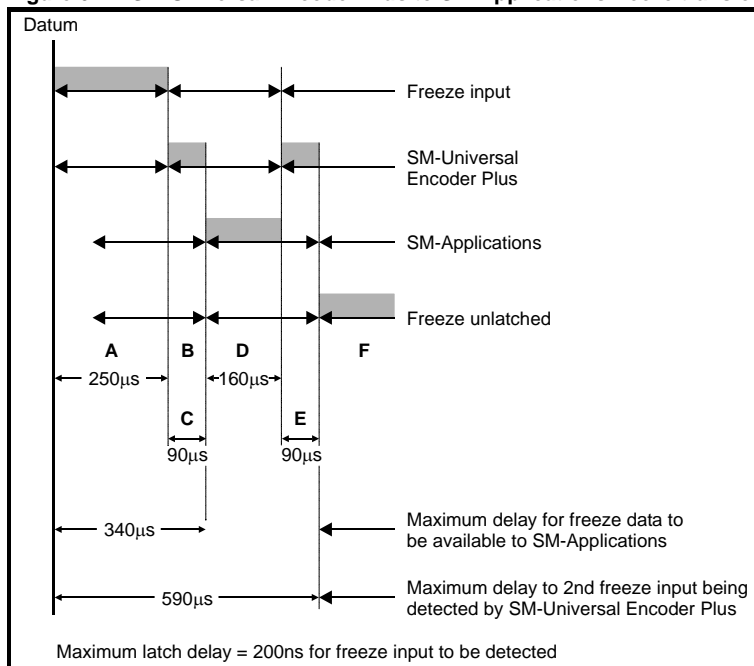 Datum
Freeze input
SM-Universal
Encoder Plus
SM-Applications
Freeze unlatched
A B D F
250µs 160µs
C E
90µs 90µs
340µs
Maximum delay for freeze data to
be available to SM-Applications
590µs
Maximum delay to 2nd freeze input being
detected by SM-Universal Encoder Plus
Maximum latch delay = 200ns for freeze input to be detected